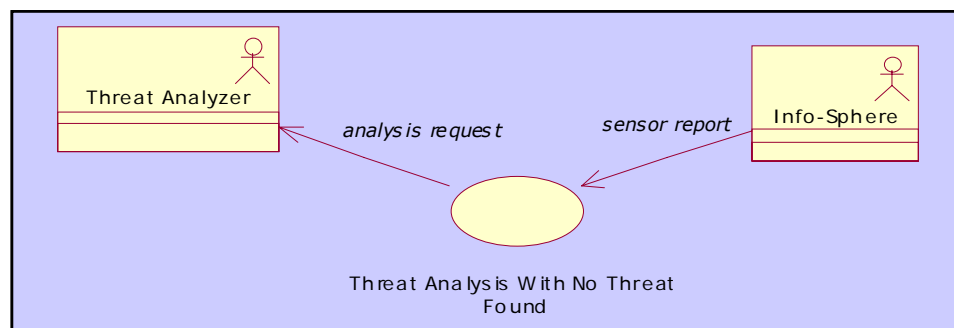 Threat Analyzer
Info-Sphere
analysis request
sensor report
Threat Analysis With No Threat
Found